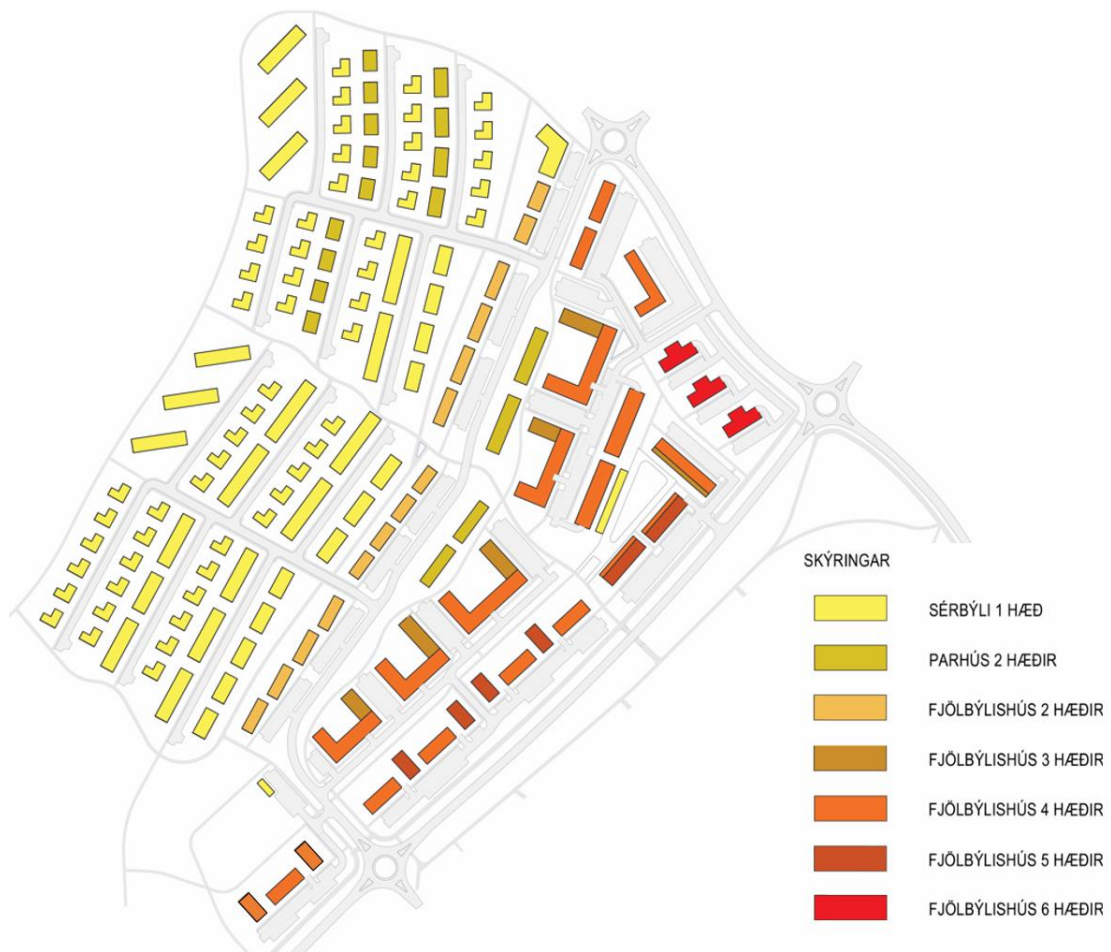 SKÝRINGAR
SÉRBÝLI 1 HÆÐ
PARHÚS 2 HÆÐIR
FJÖLBÝLISHÚS 2 HÆÐIR
FJÖLBÝLISHÚS 3 HÆÐIR
FJÖLBÝLISHÚS 4 HÆÐIR
FJÖLBÝLISHÚS 5 HÆÐIR
FJÖLBÝLISHÚS 6 HÆÐIR